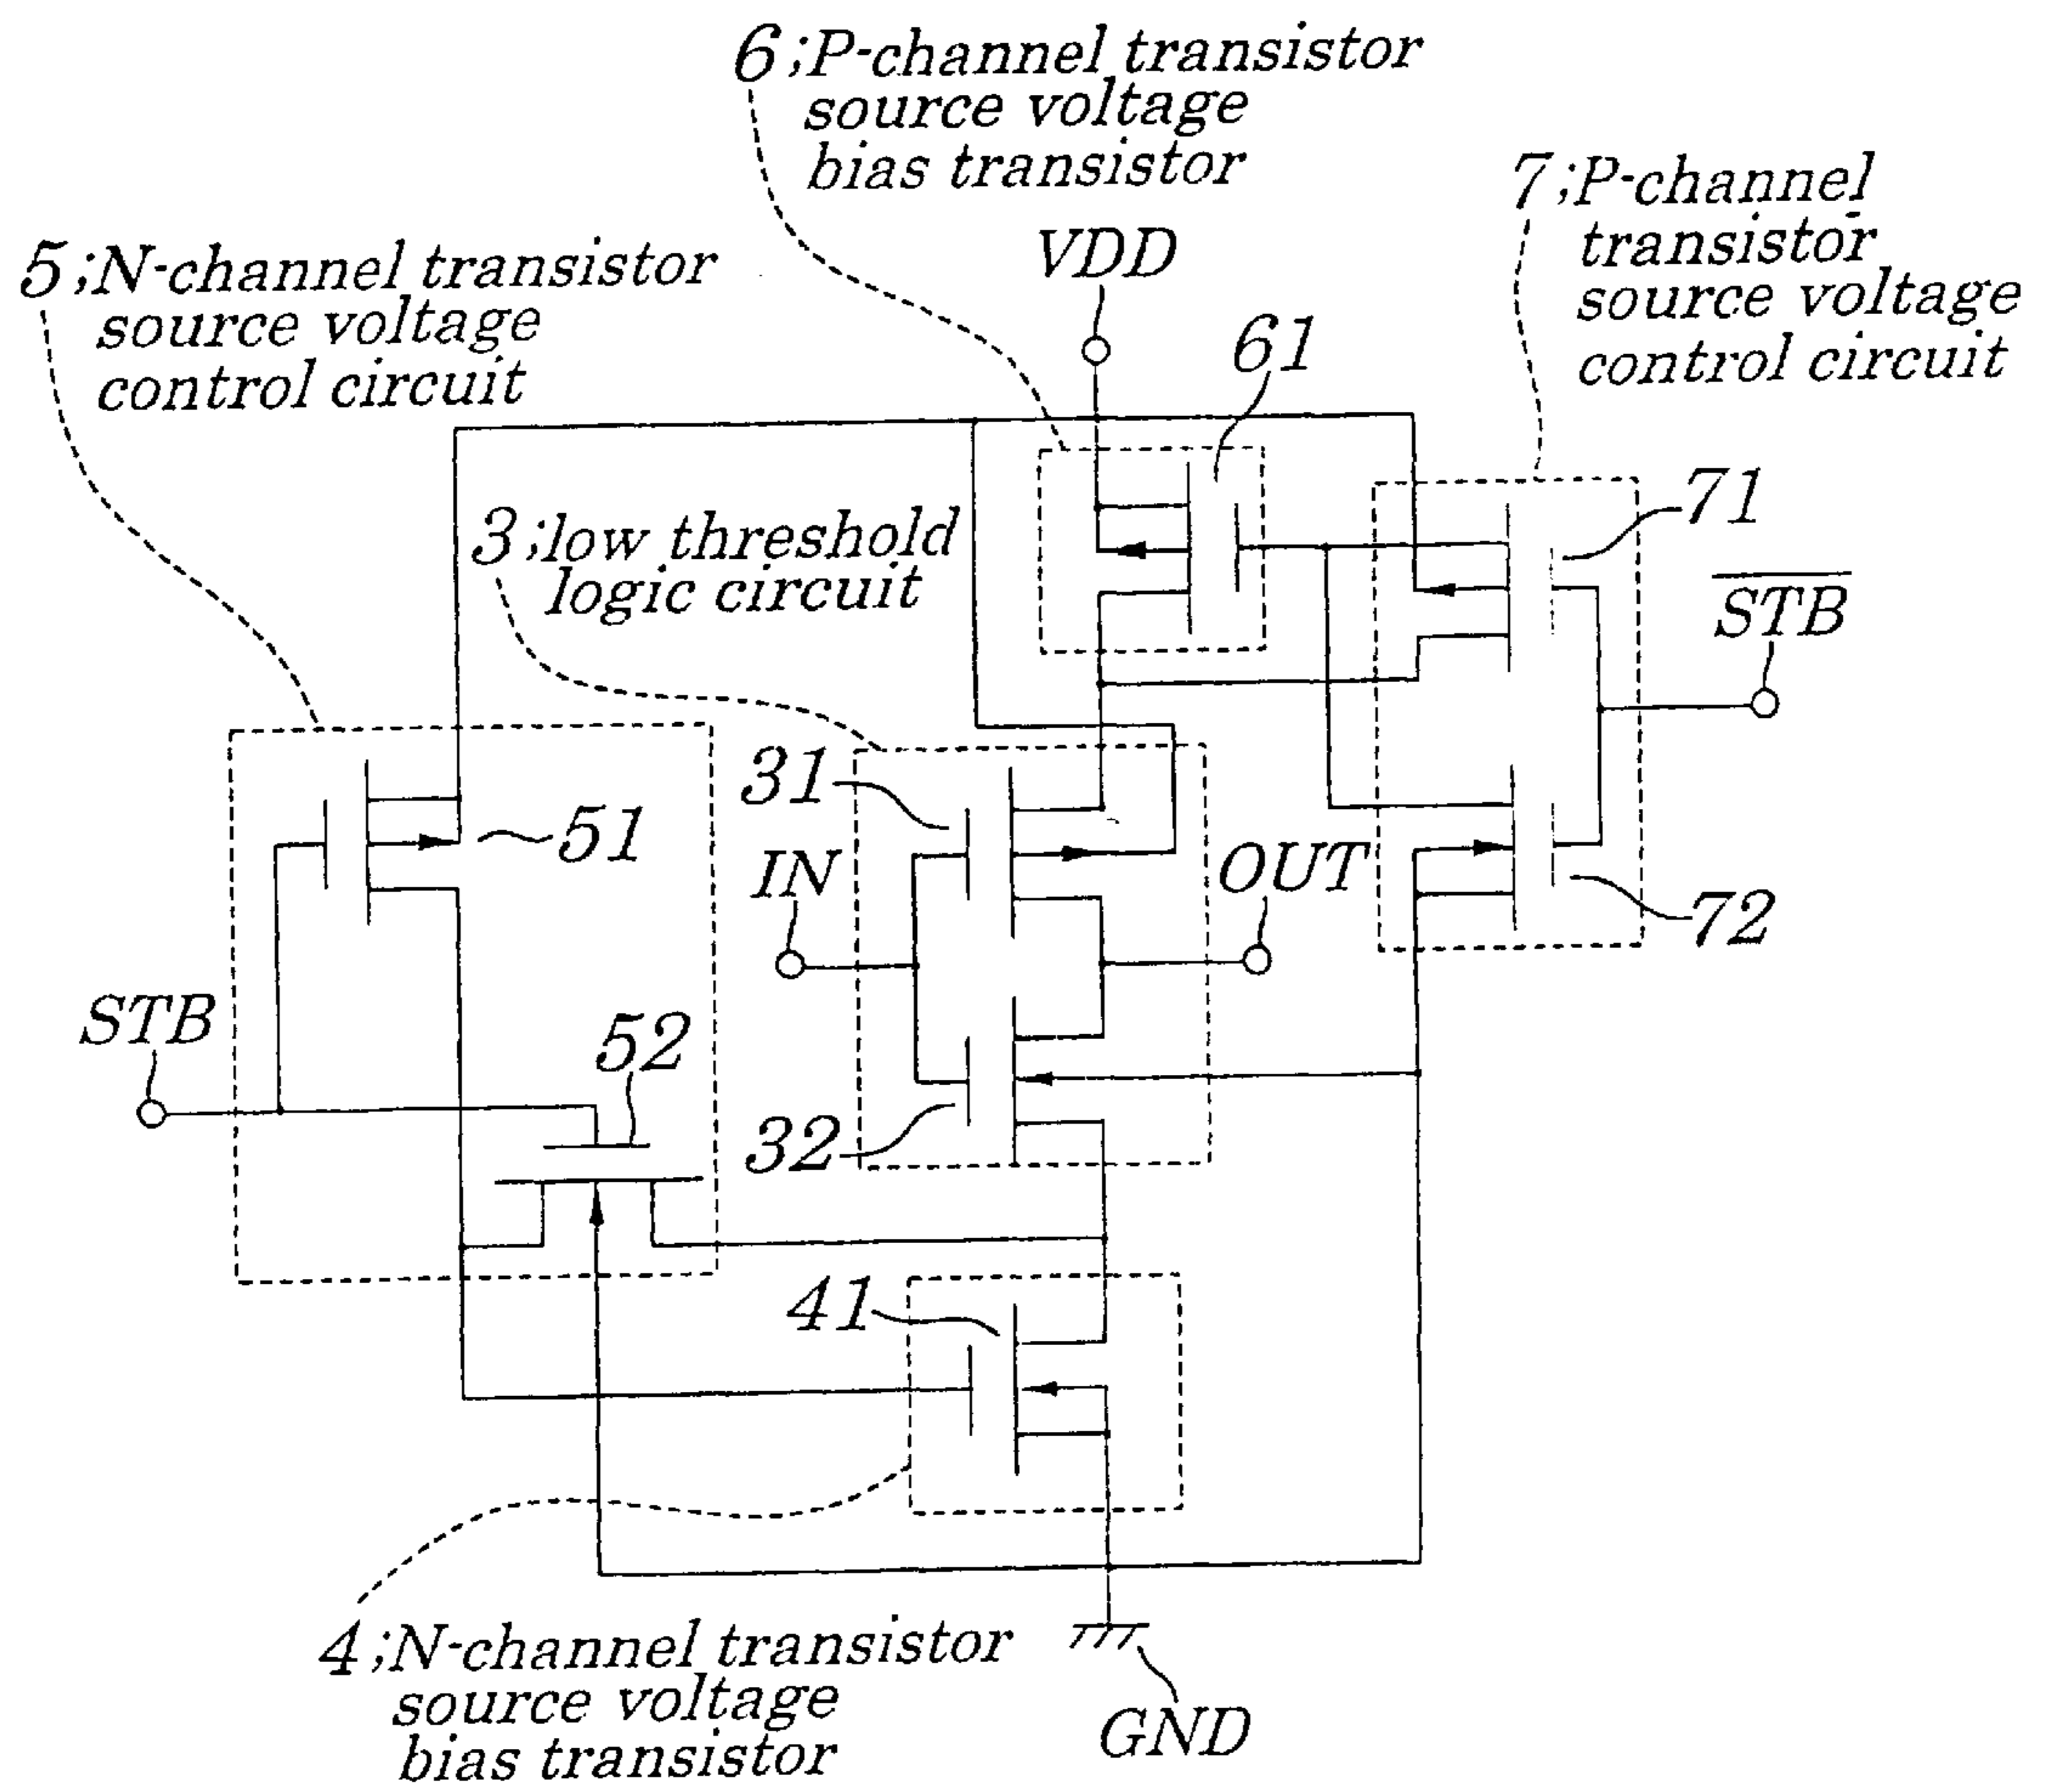 6;P-channel transistor
source voltage
bias transistor
7;P-channel
transistor
source voltage
control circuit
VDD
5;N-channel transistor
source voltage
control circuit
61
3;low threshold
logic circuit
71
STB
31
51
IN
OUT
72
STB
52
32
41
4;N-channel transistor
source voltage
bias transistor
GND